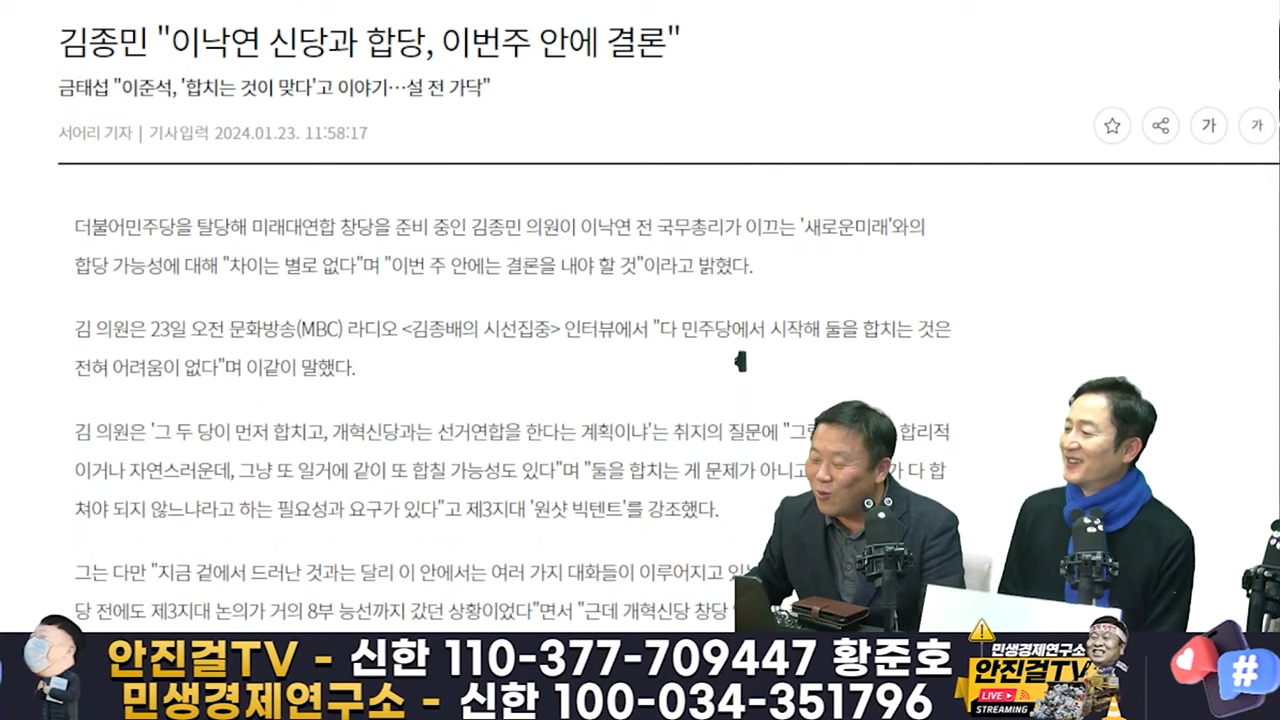 김종민 "이낙연 신당과 합당, 이번주 안에 결론"
금태섭 "이준석, '합치는 것이 맞다'고 이야기…설 전 가닥"
서어리 기자 | 기사입력 2024.01.23. 11:58:17
가 가
더불어민주당을 탈당해 미래대연합 창당을 준비 중인 김종민 의원이 이낙연 전 국무총리가 이끄는 '새로운미래'와의
합당 가능성에 대해 "차이는 별로 없다"며 "이번 주 안에는 결론을 내야 할 것"이라고 밝혔다.
김 의원은 23일 오전 문화방송(MBC) 라디오 <김종배의 시선집중> 인터뷰에서 "다 민주당에서 시작해 둘을 합치는 것은
전혀 어려움이 없다"며 이같이 말했다.
김 의원은 '그 두 당이 먼저 합치고, 개혁신당과는 선거연합을 한다는 계획이냐'는 취지의 질문에 합리적
이거나 자연스러운데, 그냥 또 일거에 같이 또 합칠 가능성도 있다"며 "둘을 합치는 게 문제가 아니고 가 다 합
쳐야 되지 않느냐라고 하는 필요성과 요구가 있다"고 제3지대 '원샷 빅텐트'를 강조했다.
그는 다만 "지금 겉에서 드러난 것과는 달리 이 안에서는 여러 가지 대화들이 이루어지고
당 전에도 제3지대 논의가 거의 8부 능선까지 갔던 상황이었다"면서 "근데 개혁신당 창당
안진걸TV - 신한 110-377-709447 황준호
민생경제연구소 - 신한 100-034-351796
민생경제연구소
안진걸TV
LIVE
STREAMING
#